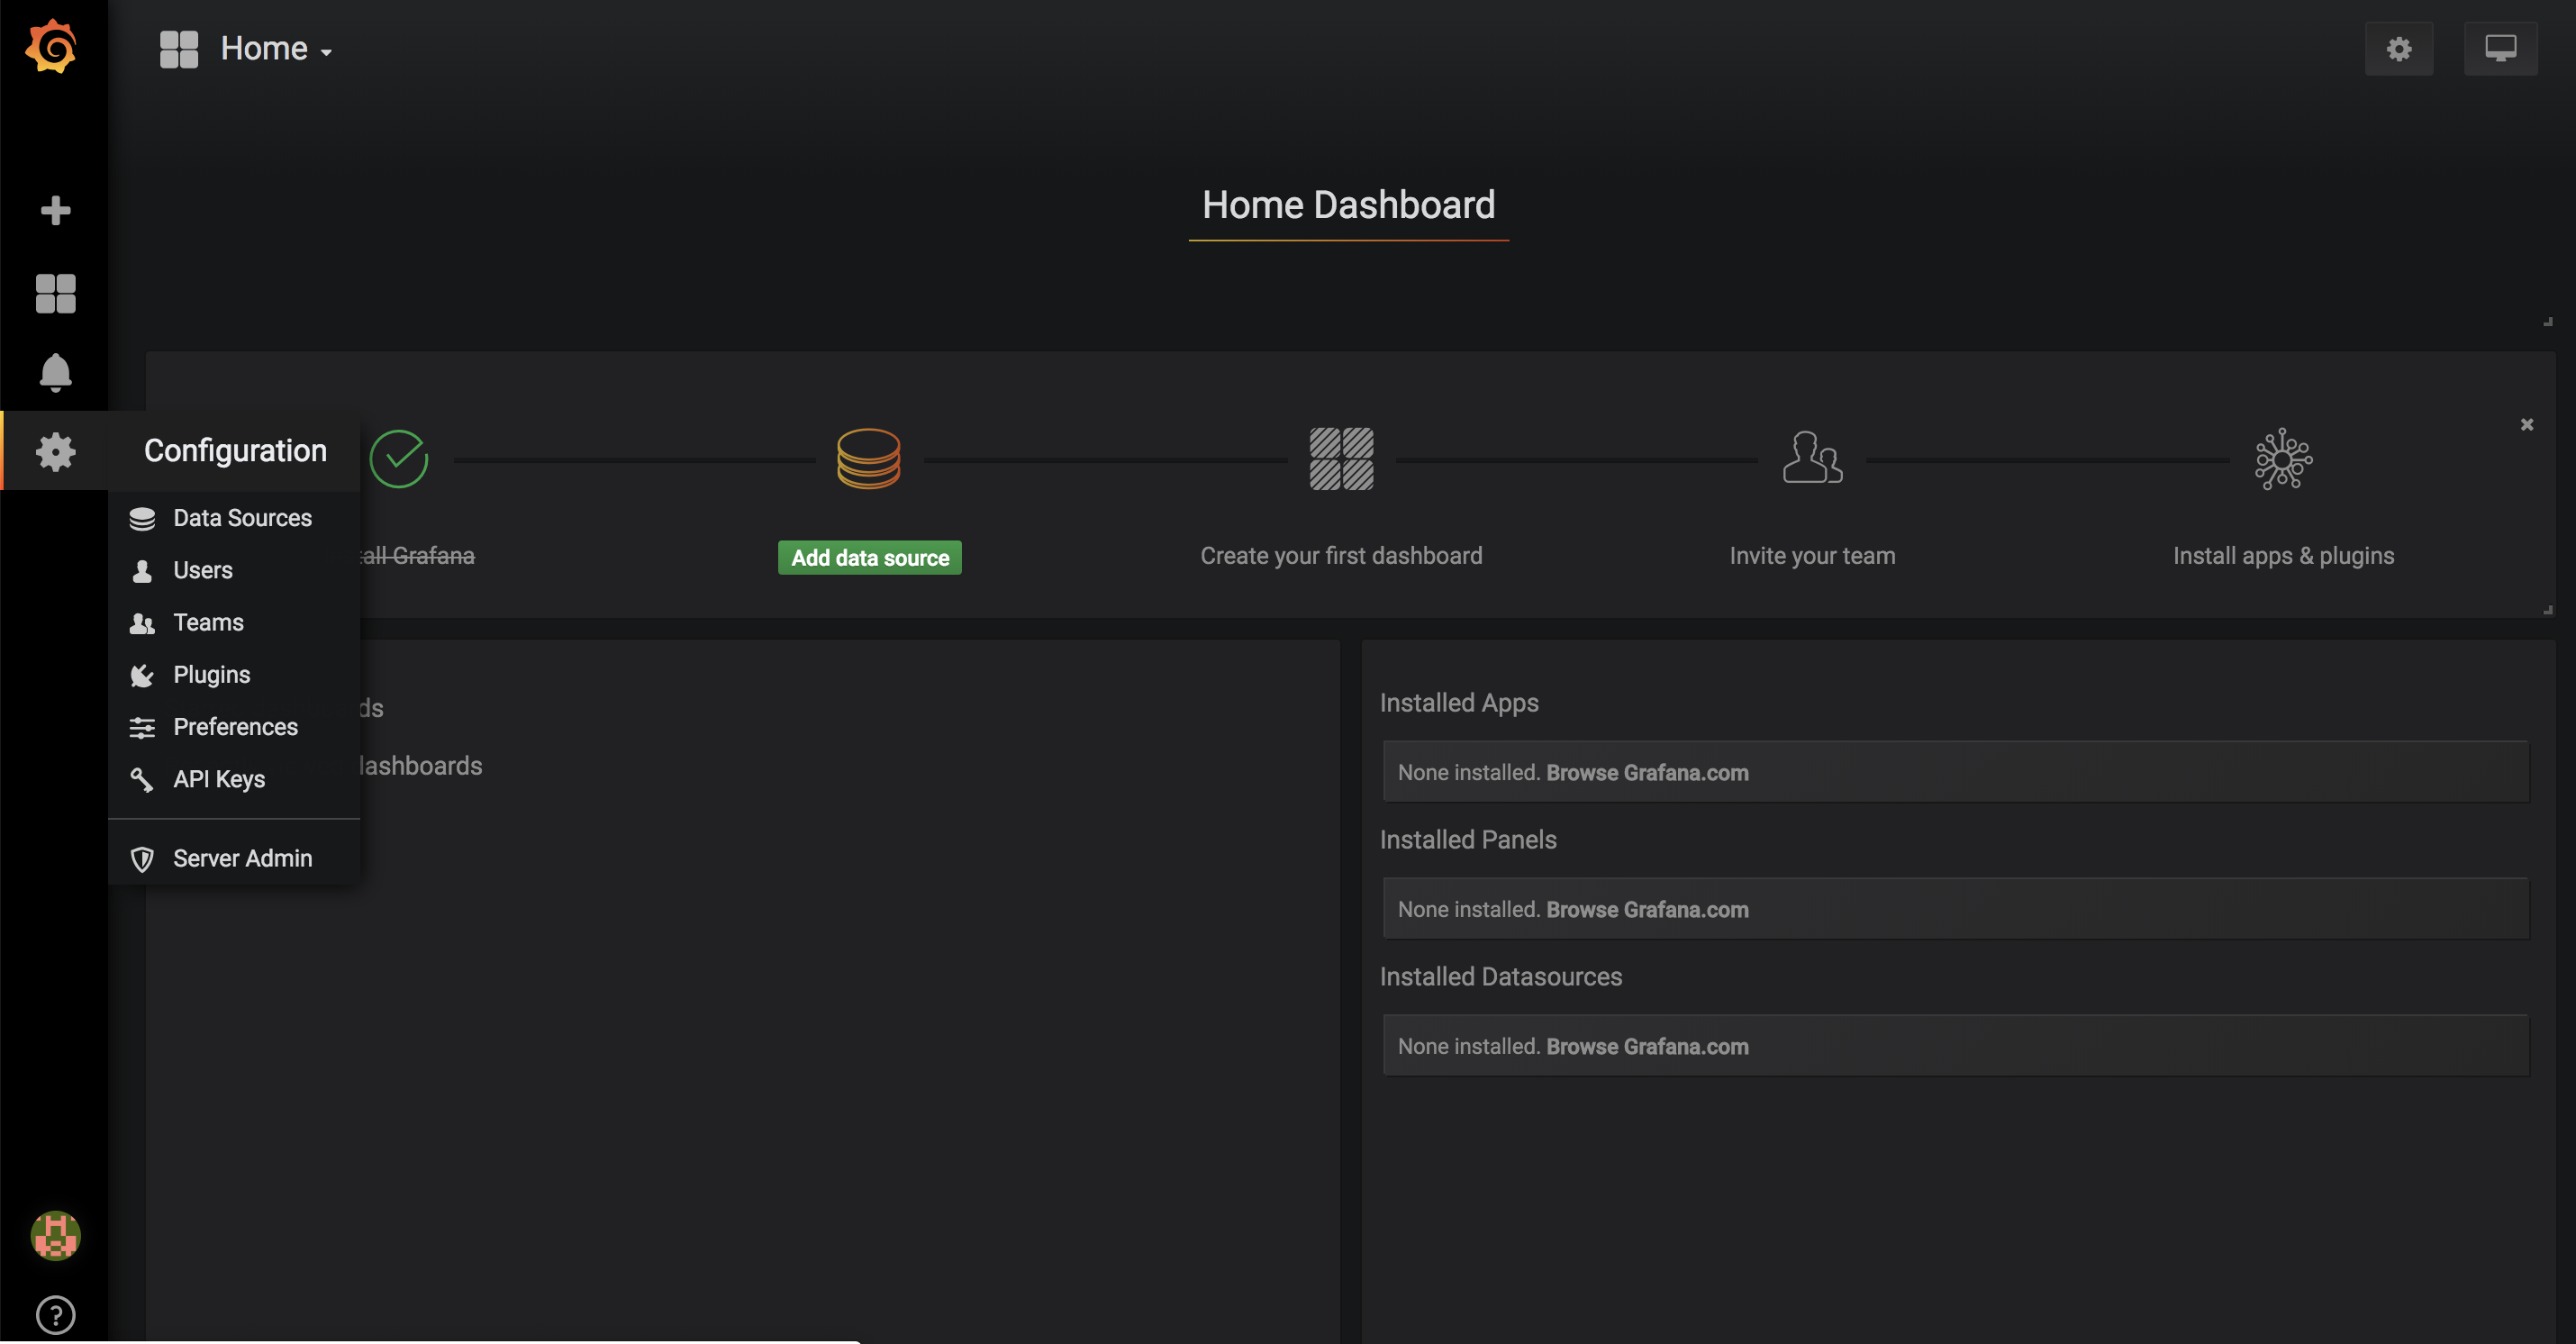 Home
Home Dashboard
Configuration
Data Sources
Users
Teams
Plugins
Preferences
API Keys
Server Admin
all Grafana
Add data source
Create your first dashboard
Invite your team
Install apps & plugins
ds
dashboards
Installed Apps
None installed. Browse Grafana.com
Installed Panels
None installed. Browse Grafana.com
Installed Datasources
None installed. Browse Grafana.com
?